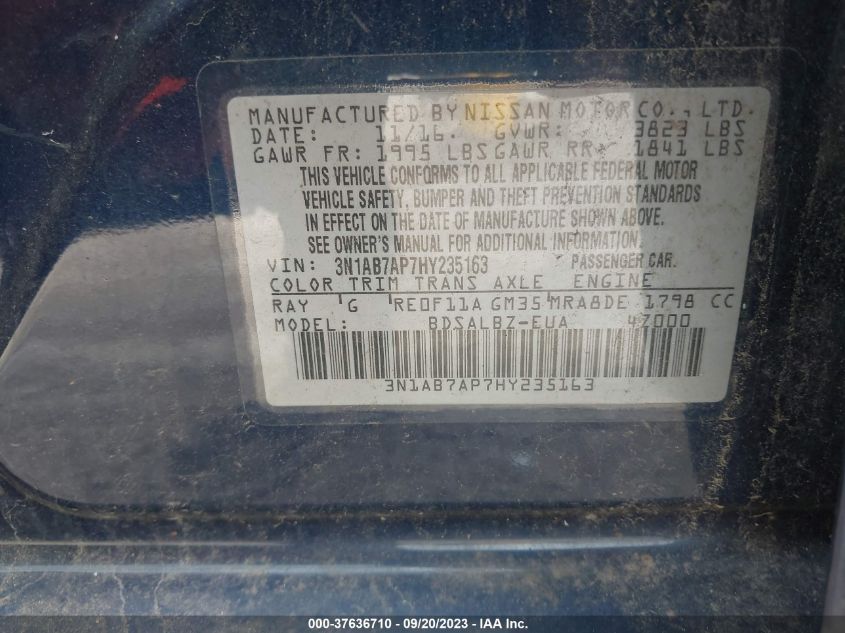 MANUFACTURED BY NISSAN MOTOR CO., LTD.
DATE: 11/16. GVWR: 3823 LBS
GAWR FR: 1995 LBS GAWR RR: 1841 LBS
THIS VEHICLE CONFORMS TO ALL APPLICABLE FEDERAL MOTOR
VEHICLE SAFETY, BUMPER AND THEFT PREVENTION STANDARDS
IN EFFECT ON THE DATE OF MANUFACTURE SHOWN ABOVE.
SEE OWNER'S MANUAL FOR ADDITIONAL INFORMATION.
VIN: 3N1AB7AP7HY235163 PASSENGER CAR.
COLOR TRIM TRANS AXLE ENGINE
RAY G RE0F11A GM35 MRA8DE 1798 CC
MODEL: BDSALBZ-EUA 4Z000
3N1AB7AP7HY235163
000-37636710 - 09/20/2023 - IAA Inc.